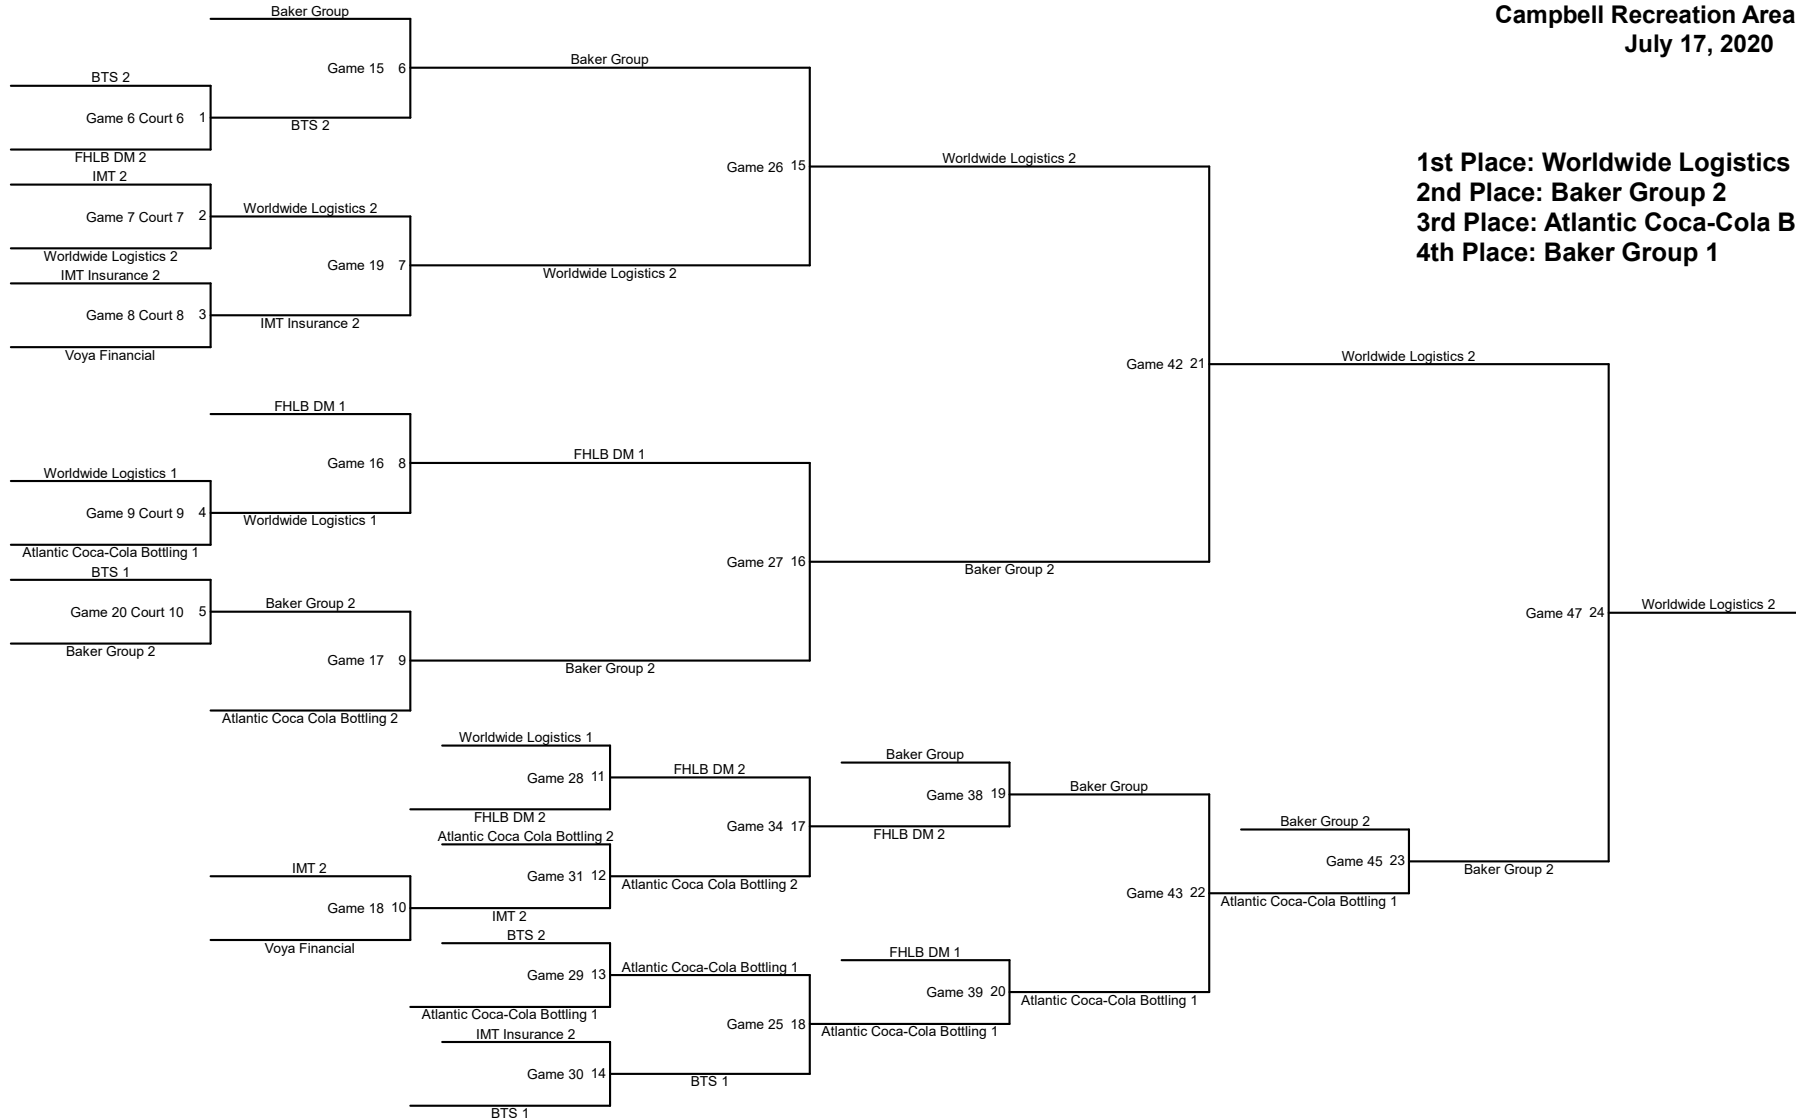 Campbell Recreation Area
July 17, 2020
1st Place: Worldwide Logistics
2nd Place: Baker Group 2
3rd Place: Atlantic Coca-Cola B
4th Place: Baker Group 1
Baker Group
Game 15 6
BTS 2
Game 6 Court 6 1
BTS 2
FHLB DM 2
Baker Group
IMT 2
Game 7 Court 7 2
Worldwide Logistics 2
Worldwide Logistics 2
IMT Insurance 2
Game 19 7
Game 8 Court 8 3
IMT Insurance 2
Voya Financial
Worldwide Logistics 2
Game 26 15
Worldwide Logistics 2
FHLB DM 1
Game 16 8
Worldwide Logistics 1
Game 9 Court 9 4
Worldwide Logistics 1
Atlantic Coca-Cola Bottling 1
FHLB DM 1
BTS 1
Game 20 Court 10 5
Baker Group 2
Baker Group 2
Game 17 9
Atlantic Coca Cola Bottling 2
Baker Group 2
Game 27 16
Baker Group 2
Game 42 21
Worldwide Logistics 2
Worldwide Logistics 1
Game 28 11
FHLB DM 2
FHLB DM 2
Atlantic Coca Cola Bottling 2
Game 31 12
IMT 2
Game 18 10
Voya Financial
IMT 2
Atlantic Coca Cola Bottling 2
Game 34 17
Baker Group
Game 38 19
FHLB DM 2
Baker Group
BTS 2
Game 29 13
Atlantic Coca-Cola Bottling 1
Atlantic Coca-Cola Bottling 1
IMT Insurance 2
Game 30 14
BTS 1
BTS 1
Game 25 18
FHLB DM 1
Game 39 20
Atlantic Coca-Cola Bottling 1
Atlantic Coca-Cola Bottling 1
Game 43 22
Baker Group 2
Game 45 23
Atlantic Coca-Cola Bottling 1
Baker Group 2
Game 47 24
Worldwide Logistics 2